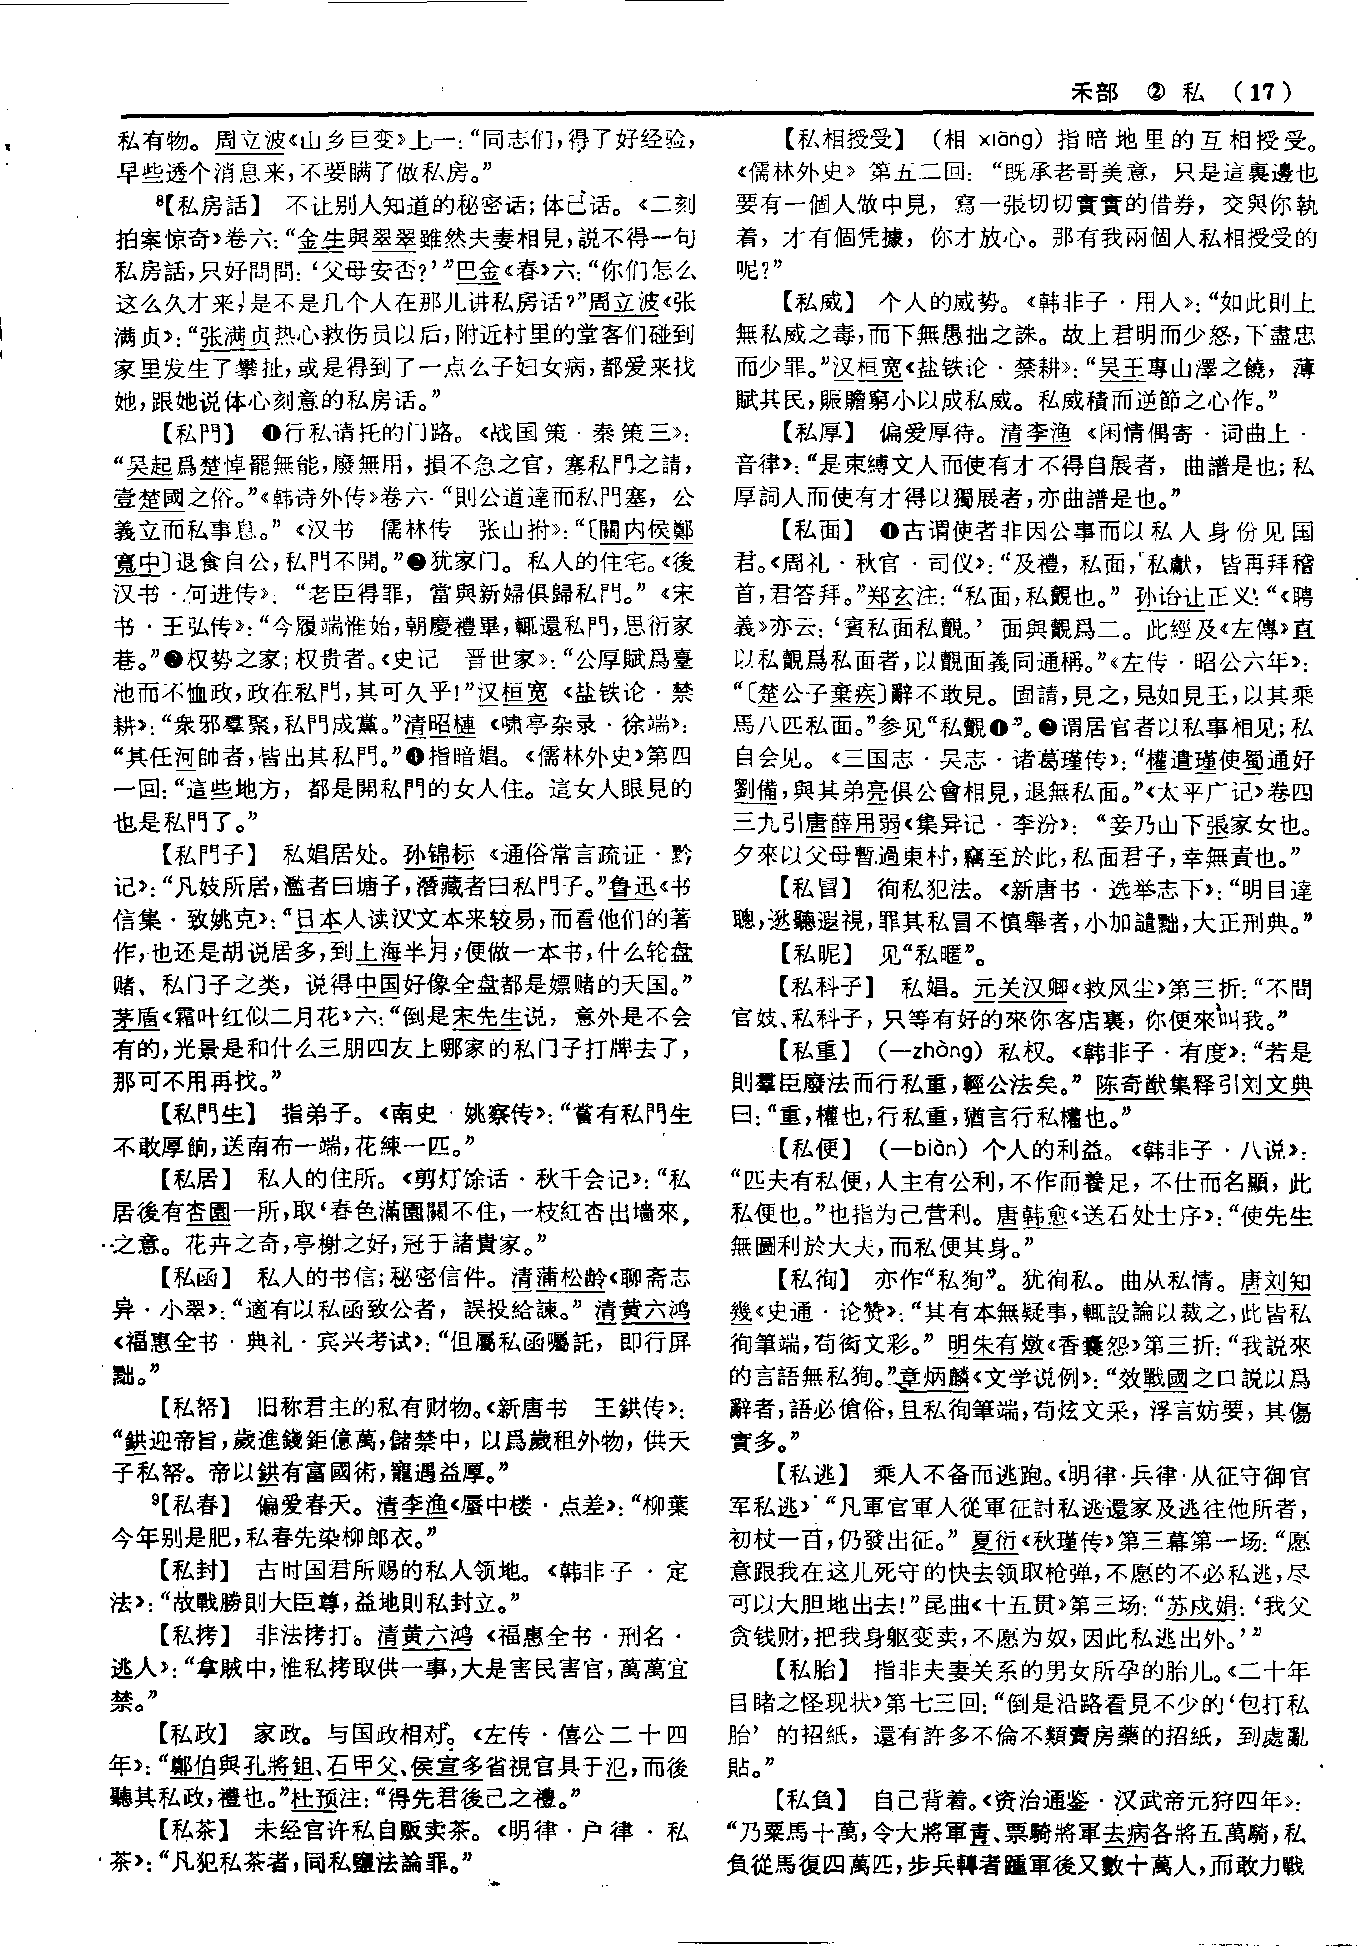 禾部 ② 私 (17)
私有物。周立波《山乡巨变》上一:“同志们,得了好经验,
早些透个消息来,不要瞒了做私房。”
⁸【私房話】 不让别人知道的秘密话;体己话。《二刻
拍案惊奇》卷六:“金生與翠翠雖然夫妻相見,説不得一句
私房話,只好問問:‘父母安否?’”巴金《春》六:“你们怎么
这么久才来,是不是几个人在那儿讲私房话?”周立波《张
满贞》:“张满贞热心救伤员以后,附近村里的堂客们碰到
家里发生了攀扯,或是得到了一点么子妇女病,都爱来找
她,跟她说体心刻意的私房话。”
【私門】 ❶行私请托的门路。《战国策·秦策三》:
“吴起爲楚悼罷無能,廢無用,損不急之官,塞私門之請,
壹楚國之俗。”《韩诗外传》卷六:“則公道達而私門塞,公
義立而私事息。”《汉书 儒林传 张山拊》:“〔關内侯鄭
寬中〕退食自公,私門不開。”❷犹家门。私人的住宅。《後
汉书·何进传》:“老臣得罪,當與新婦俱歸私門。”《宋
书·王弘传》:“今履端惟始,朝慶禮畢,輒還私門,思衍家
巷。”❸权势之家;权贵者。《史记 晋世家》:“公厚賦爲臺
池而不恤政,政在私門,其可久乎!”汉桓宽《盐铁论·禁
耕》:“衆邪羣聚,私門成黨。”清昭槤《啸亭杂录·徐端》:
“其任河帥者,皆出其私門。”❹指暗娼。《儒林外史》第四
一回:“這些地方,都是開私門的女人住。這女人眼見的
也是私門了。”
【私門子】 私娼居处。孙锦标《通俗常言疏证·黔
记》:“凡妓所居,濫者曰塘子,潛藏者曰私門子。”鲁迅《书
信集·致姚克》:“日本人读汉文本来较易,而看他们的著
作,也还是胡说居多,到上海半月,便做一本书,什么轮盘
赌、私门子之类,说得中国好像全盘都是嫖赌的天国。”
茅盾《霜叶红似二月花》六:“倒是宋先生说,意外是不会
有的,光景是和什么三朋四友上哪家的私门子打牌去了,
那可不用再找。”
【私門生】 指弟子。《南史·姚察传》:“嘗有私門生
不敢厚餉,送南布一端,花練一匹。”
【私居】 私人的住所。《剪灯馀话·秋千会记》:“私
居後有杏園一所,取‘春色滿園關不住,一枝紅杏出墻來,
之意。花卉之奇,亭榭之好,冠于諸貴家。”
【私函】 私人的书信;秘密信件。清蒲松龄《聊斋志
异·小翠》:“適有以私函致公者,誤投給諫。”清黄六鸿
《福惠全书·典礼·宾兴考试》:“但屬私函囑託,即行屏
黜。”
【私帑】 旧称君主的私有财物。《新唐书 王鉷传》:
“鉷迎帝旨,歲進錢鉅億萬,儲禁中,以爲歲租外物,供天
子私帑。帝以鉷有富國術,寵遇益厚。”
⁹【私春】 偏爱春天。清李渔《蜃中楼·点差》:“柳葉
今年别是肥,私春先染柳郎衣。”
【私封】 古时国君所赐的私人领地。《韩非子·定
法》:“故戰勝則大臣尊,益地則私封立。”
【私拷】 非法拷打。清黄六鸿《福惠全书·刑名·
逃人》:“拿賊中,惟私拷取供一事,大是害民害官,萬萬宜
禁。”
【私政】 家政。与国政相对。《左传·僖公二十四
年》:“鄭伯與孔將鉏、石甲父、侯宣多省視官具于氾,而後
聽其私政,禮也。”杜预注:“得先君後己之禮。”
【私茶】 未经官许私自贩卖茶。《明律·户律·私
茶》:“凡犯私茶者,同私鹽法論罪。”
【私相授受】 (相 xiāng) 指暗地里的互相授受。
《儒林外史》第五二回:“既承老哥美意,只是這裏邊也
要有一個人做中見,寫一張切切實實的借券,交與你執
着,才有個凭據,你才放心。那有我兩個人私相授受的
呢?”
【私威】 个人的威势。《韩非子·用人》:“如此則上
無私威之毒,而下無愚拙之誅。故上君明而少怒,下盡忠
而少罪。”汉桓宽《盐铁论·禁耕》:“吴王專山澤之饒,薄
賦其民,賑贍窮小以成私威。私威積而逆節之心作。”
【私厚】 偏爱厚待。清李渔《闲情偶寄·词曲上·
音律》:“是束縛文人而使有才不得自展者,曲譜是也;私
厚詞人而使有才得以獨展者,亦曲譜是也。”
【私面】 ❶古谓使者非因公事而以私人身份见国
君。《周礼·秋官·司仪》:“及禮,私面,私獻,皆再拜稽
首,君答拜。”郑玄注:“私面,私覿也。”孙诒让正义:“《聘
義》亦云:‘賓私面私覿。’面與覿爲二。此經及《左傳》直
以私覿爲私面者,以覿面義同通稱。”《左传·昭公六年》:
“〔楚公子棄疾〕辭不敢見。固請,見之,見如見王,以其乘
馬八匹私面。”参见“私覿❶”。❷谓居官者以私事相见;私
自会见。《三国志·吴志·诸葛瑾传》:“權遣瑾使蜀通好
劉備,與其弟亮俱公會相見,退無私面。”《太平广记》卷四
三九引唐薛用弱《集异记·李汾》:“妾乃山下張家女也。
夕來以父母暫過東村,竊至於此,私面君子,幸無責也。”
【私冒】 徇私犯法。《新唐书·选举志下》:“明目達
聰,逖聽遐視,罪其私冒不慎舉者,小加譴黜,大正刑典。”
【私昵】 见“私暱”。
【私科子】 私娼。元关汉卿《救风尘》第三折:“不問
官妓、私科子,只等有好的來你客店裏,你便來叫我。”
【私重】 (一zhòng) 私权。《韩非子·有度》:“若是
則羣臣廢法而行私重,輕公法矣。”陈奇猷集释引刘文典
曰:“重,權也,行私重,猶言行私權也。”
【私便】 (一biàn) 个人的利益。《韩非子·八说》:
“匹夫有私便,人主有公利,不作而養足,不仕而名顯,此
私便也。”也指为己营利。唐韩愈《送石处士序》:“使先生
無圖利於大夫,而私便其身。”
【私徇】 亦作“私狥”。犹徇私。曲从私情。唐刘知
幾《史通·论赞》:“其有本無疑事,輒設論以裁之,此皆私
徇筆端,苟衒文彩。”明朱有燉《香囊怨》第三折:“我説來
的言語無私狥。”章炳麟《文学说例》:“效戰國之口説以爲
辭者,語必傖俗,且私徇筆端,苟炫文采,浮言妨要,其傷
實多。”
【私逃】 乘人不备而逃跑。《明律·兵律·从征守御官
军私逃》“凡軍官軍人從軍征討私逃還家及逃往他所者,
初杖一百,仍發出征。”夏衍《秋瑾传》第三幕第一场:“愿
意跟我在这儿死守的快去领取枪弹,不愿的不必私逃,尽
可以大胆地出去!”昆曲《十五贯》第三场:“苏戍娟:‘我父
贪钱财,把我身躯变卖,不愿为奴,因此私逃出外。’”
【私胎】 指非夫妻关系的男女所孕的胎儿。《二十年
目睹之怪现状》第七三回:“倒是沿路看見不少的‘包打私
胎’的招紙,還有許多不倫不類賣房藥的招紙,到處亂
貼。”
【私負】 自己背着。《资治通鉴·汉武帝元狩四年》:
“乃粟馬十萬,令大將軍青、票騎將軍去病各將五萬騎,私
負從馬復四萬匹,步兵轉者踵軍後又數十萬人,而敢力戰